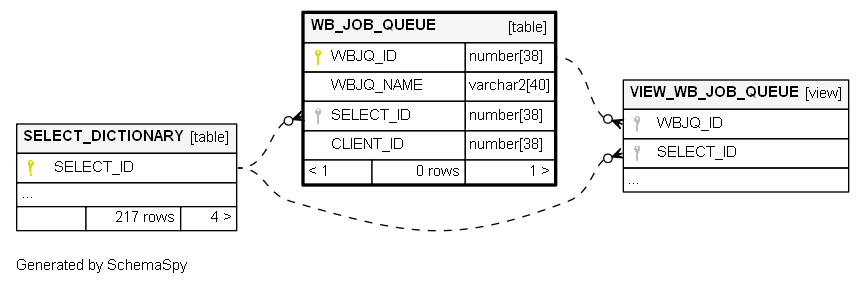 WB_JOB_QUEUE [table]
WBJQ_ID number[38]
WBJQ_NAME varchar2[40]
SELECT_ID number[38]
CLIENT_ID number[38]
< 1 0 rows 1 >
VIEW_WB_JOB_QUEUE [view]
WBJQ_ID
SELECT_ID
...
SELECT_DICTIONARY [table]
SELECT_ID
...
217 rows 4 >
Generated by SchemaSpy